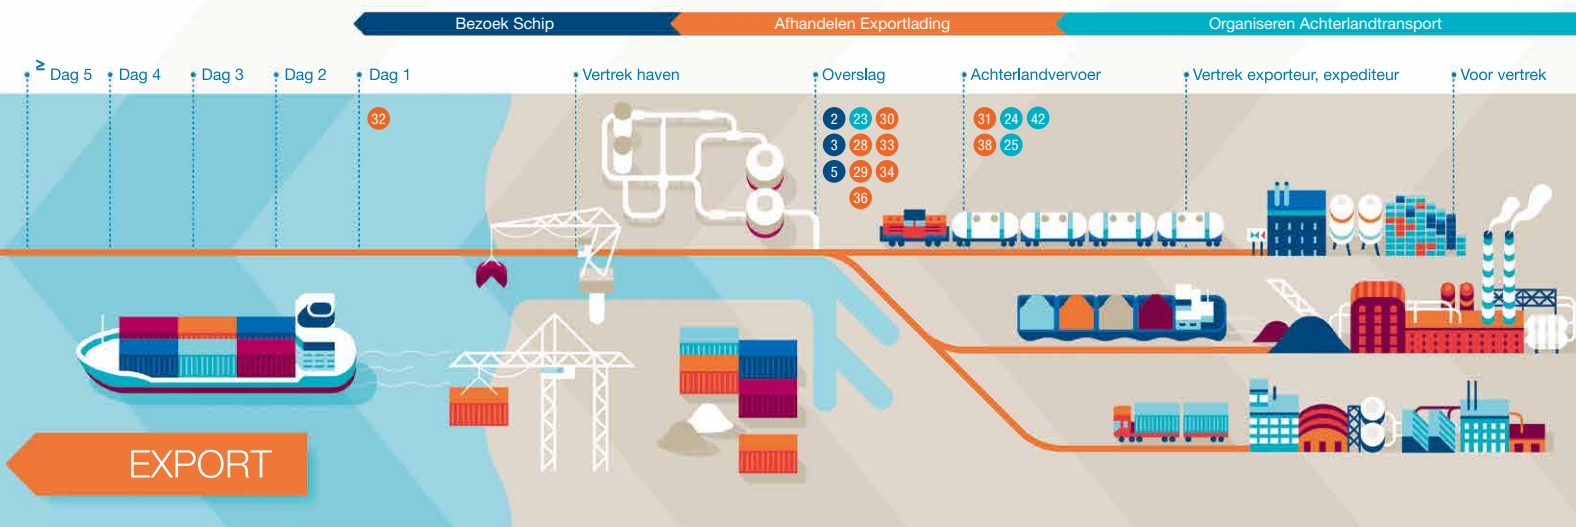 Bezoek Schip Afhandelen Exportlading Organiseren Achterlandtransport
≥ Dag 5 Dag 4 Dag 3 Dag 2 Dag 1 Vertrek haven Overslag Achterlandvervoer Vertrek exporteur, expediteur Voor vertrek
32 2 23 30 31 24 42
3 28 33 38 25
5 29 34
36
EXPORT